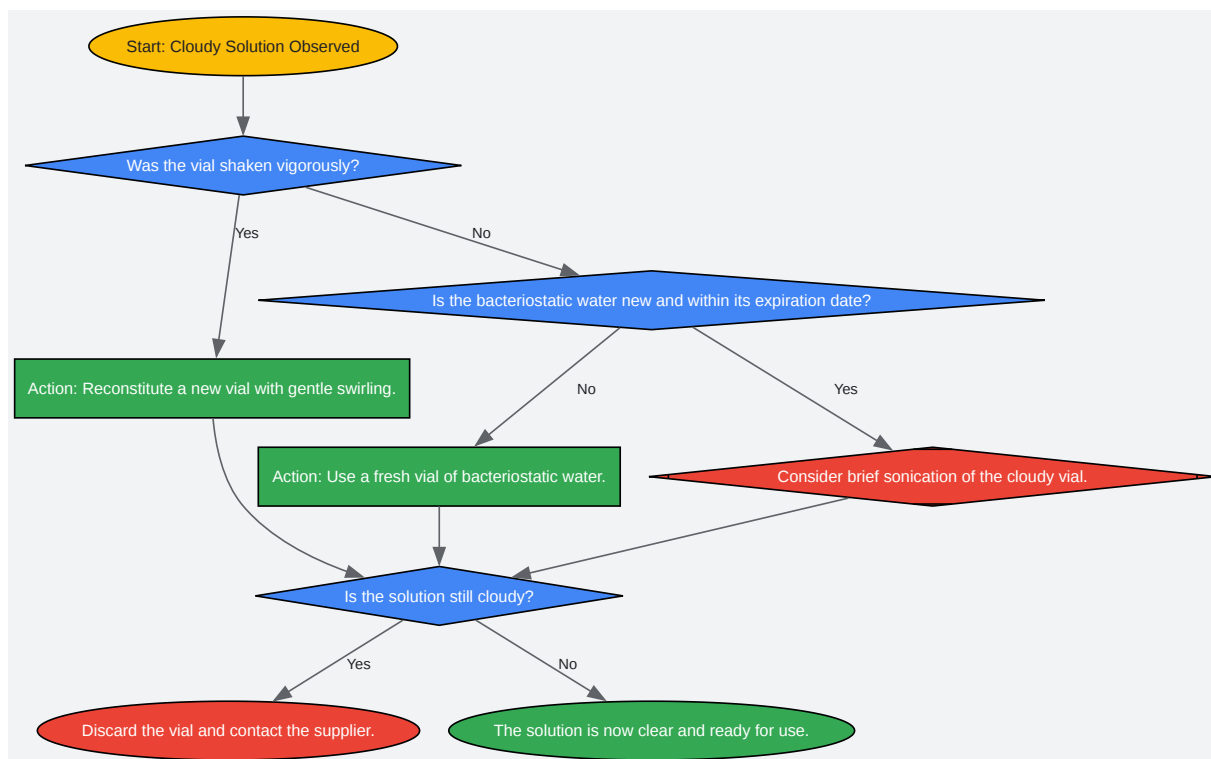 Start: Cloudy Solution Observed
Was the vial shaken vigorously?
Yes
No
Is the bacteriostatic water new and within its expiration date?
Action: Reconstitute a new vial with gentle swirling.
No
Yes
Action: Use a fresh vial of bacteriostatic water.
Consider brief sonication of the cloudy vial.
Is the solution still cloudy?
Yes
No
Discard the vial and contact the supplier.
The solution is now clear and ready for use.